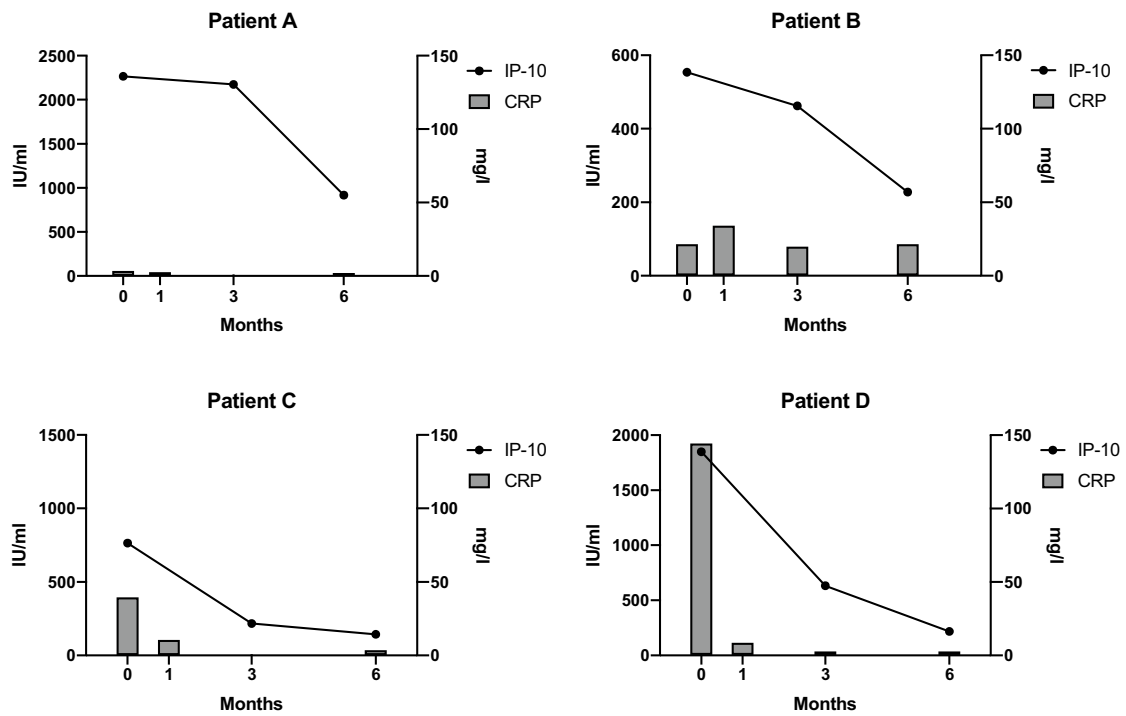 Patient A
2500
2000
1500
1000
500
0
IU/ml
150
100
50
0
mg/l
IP-10
CRP
0 1 3 6
Months
Patient B
600
400
200
0
IU/ml
150
100
50
0
mg/l
IP-10
CRP
0 1 3 6
Months
Patient C
1500
1000
500
0
IU/ml
150
100
50
0
mg/l
IP-10
CRP
0 1 3 6
Months
Patient D
2000
1500
1000
500
0
IU/ml
150
100
50
0
mg/l
IP-10
CRP
0 1 3 6
Months